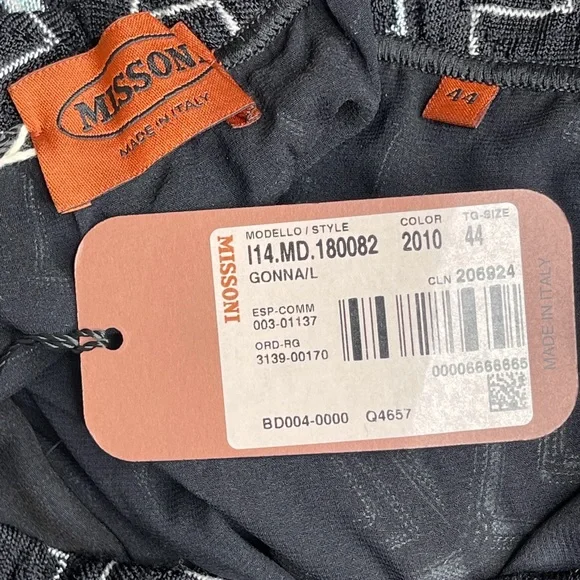 MISSONI
MADE IN ITALY
44
MISSONI
MODELLO / STYLE COLOR TG-SIZE
I14.MD.180082 2010 44
GONNA/L
CLN 206924
ESP-COMM
003-01137
ORD-RG
3139-00170
00006666665
BD004-0000 Q4657
MADE IN ITALY